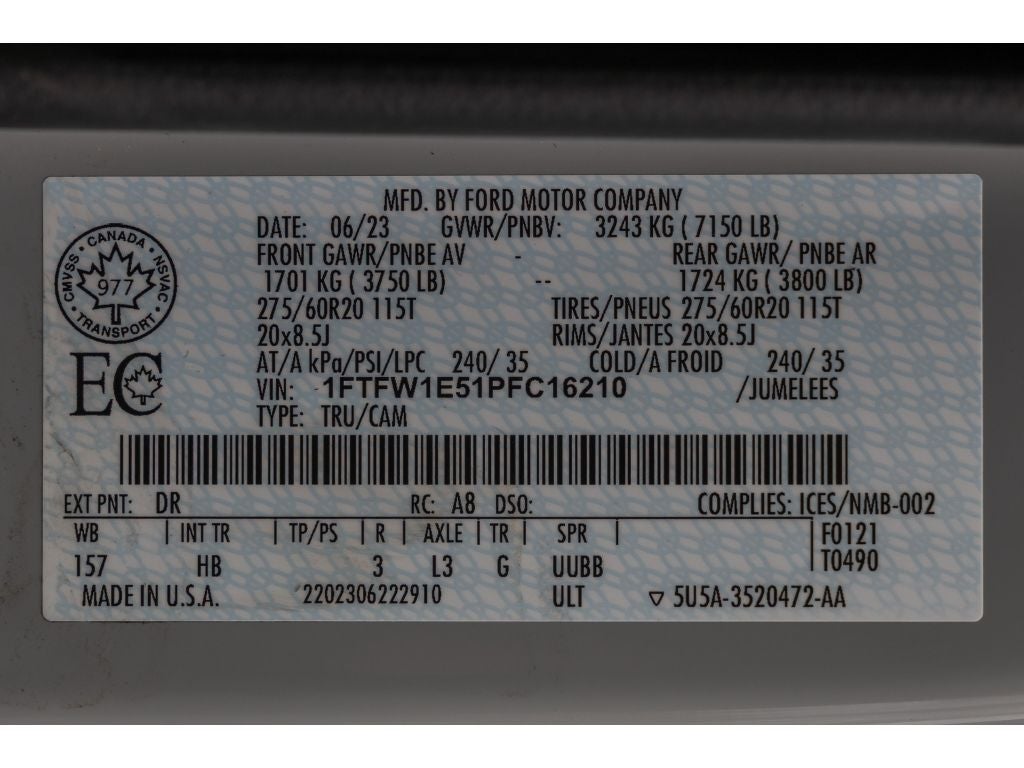 MFD. BY FORD MOTOR COMPANY
DATE: 06/23 GVWR/PNBV: 3243 KG ( 7150 LB)
FRONT GAWR/PNBE AV - REAR GAWR/ PNBE AR
1701 KG ( 3750 LB) -- 1724 KG ( 3800 LB)
275/60R20 115T TIRES/PNEUS 275/60R20 115T
20x8.5J RIMS/JANTES 20x8.5J
AT/A kPa/PSI/LPC 240/ 35 COLD/A FROID 240/ 35
VIN: 1FTFW1E51PFC16210 /JUMELEES
TYPE: TRU/CAM
CANADA
CMVSS 977 NSVAC
TRANSPORT
EC
EXT PNT: DR RC: A8 DSO: COMPLIES: ICES/NMB-002
WB | INT TR | TP/PS | R | AXLE | TR | SPR | F0121
157 HB 3 L3 G UUBB T0490
MADE IN U.S.A. 2202306222910 ULT ▽ 5U5A-3520472-AA